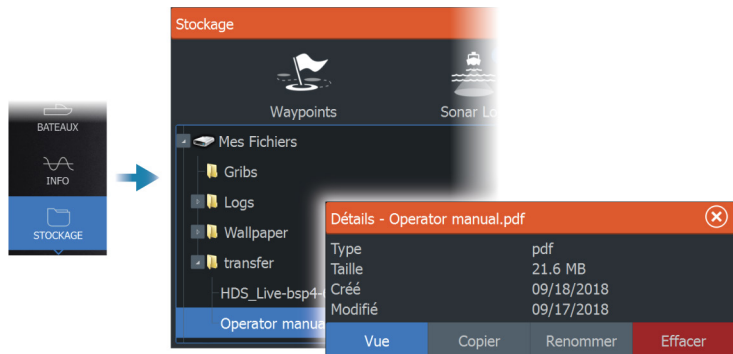 BATEAUX
INFO
STOCKAGE
Stockage
Waypoints
Sonar Lo
Mes Fichiers
Gribs
Logs
Wallpaper
transfer
HDS_Live-bsp4-
Operator manua
Détails - Operator manual.pdf
Type pdf
Taille 21.6 MB
Créé 09/18/2018
Modifié 09/17/2018
Vue Copier Renommer Effacer